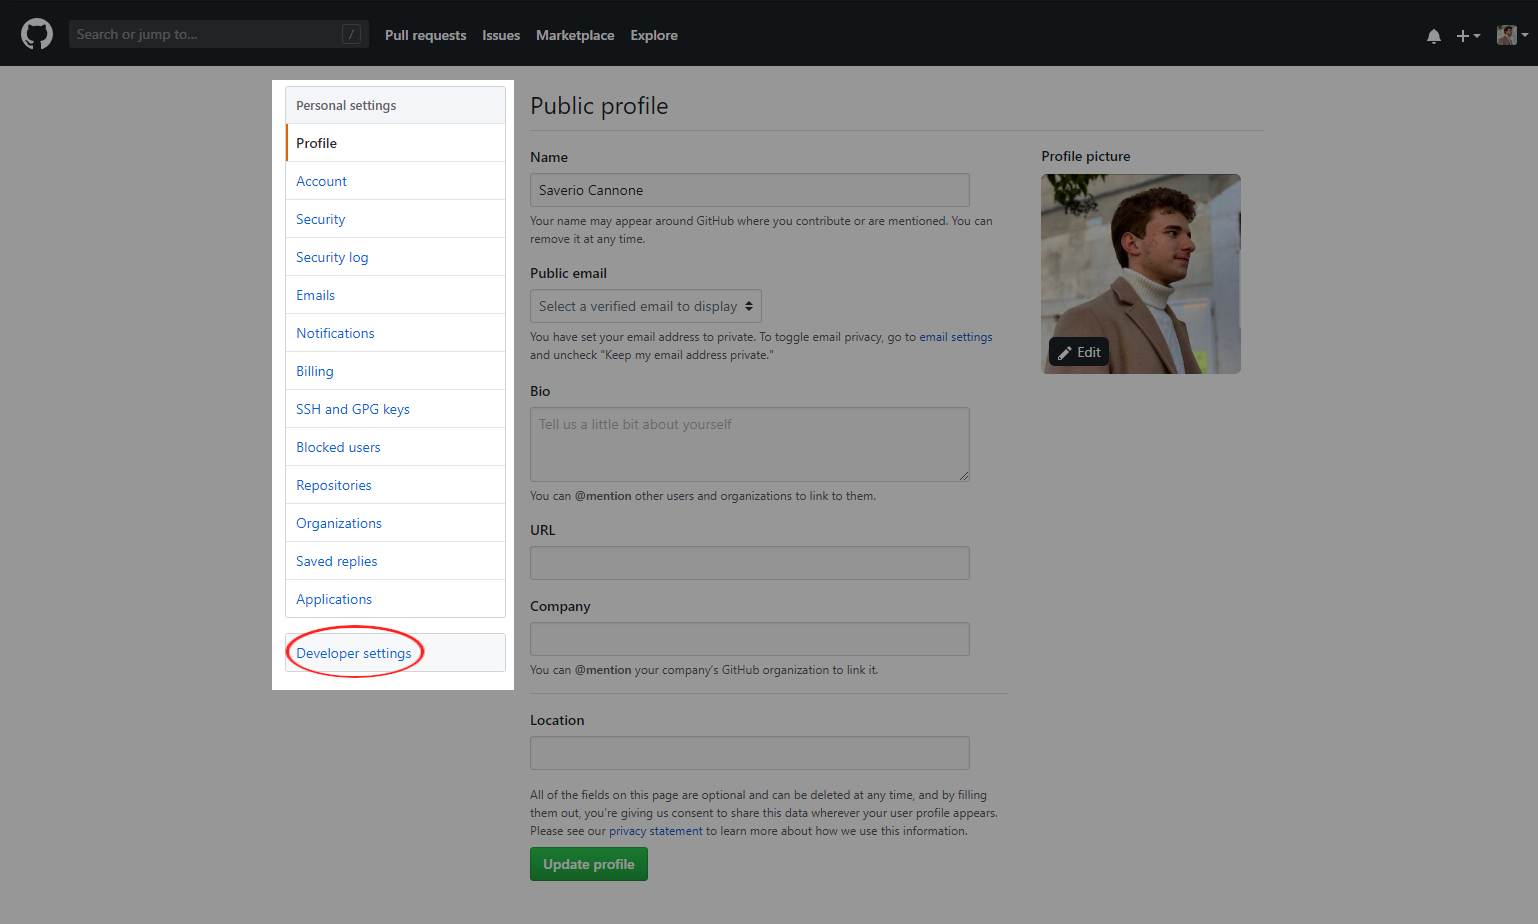 Search or jump to...
/
Pull requests
Issues
Marketplace
Explore
Personal settings
Profile
Account
Security
Security log
Emails
Notifications
Billing
SSH and GPG keys
Blocked users
Repositories
Organizations
Saved replies
Applications
Developer settings
Public profile
Name
Saverio Cannone
Your name may appear around GitHub where you contribute or are mentioned. You can
remove it at any time.
Public email
Select a verified email to display
You have set your email address to private. To toggle email privacy, go to email settings
and uncheck "Keep my email address private."
Bio
Tell us a little bit about yourself
You can @mention other users and organizations to link to them.
URL
Company
You can @mention your company's GitHub organization to link it.
Location
All of the fields on this page are optional and can be deleted at any time, and by filling
them out, you're giving us consent to share this data wherever your user profile appears.
Please see our privacy statement to learn more about how we use this information.
Update profile
Profile picture
Edit